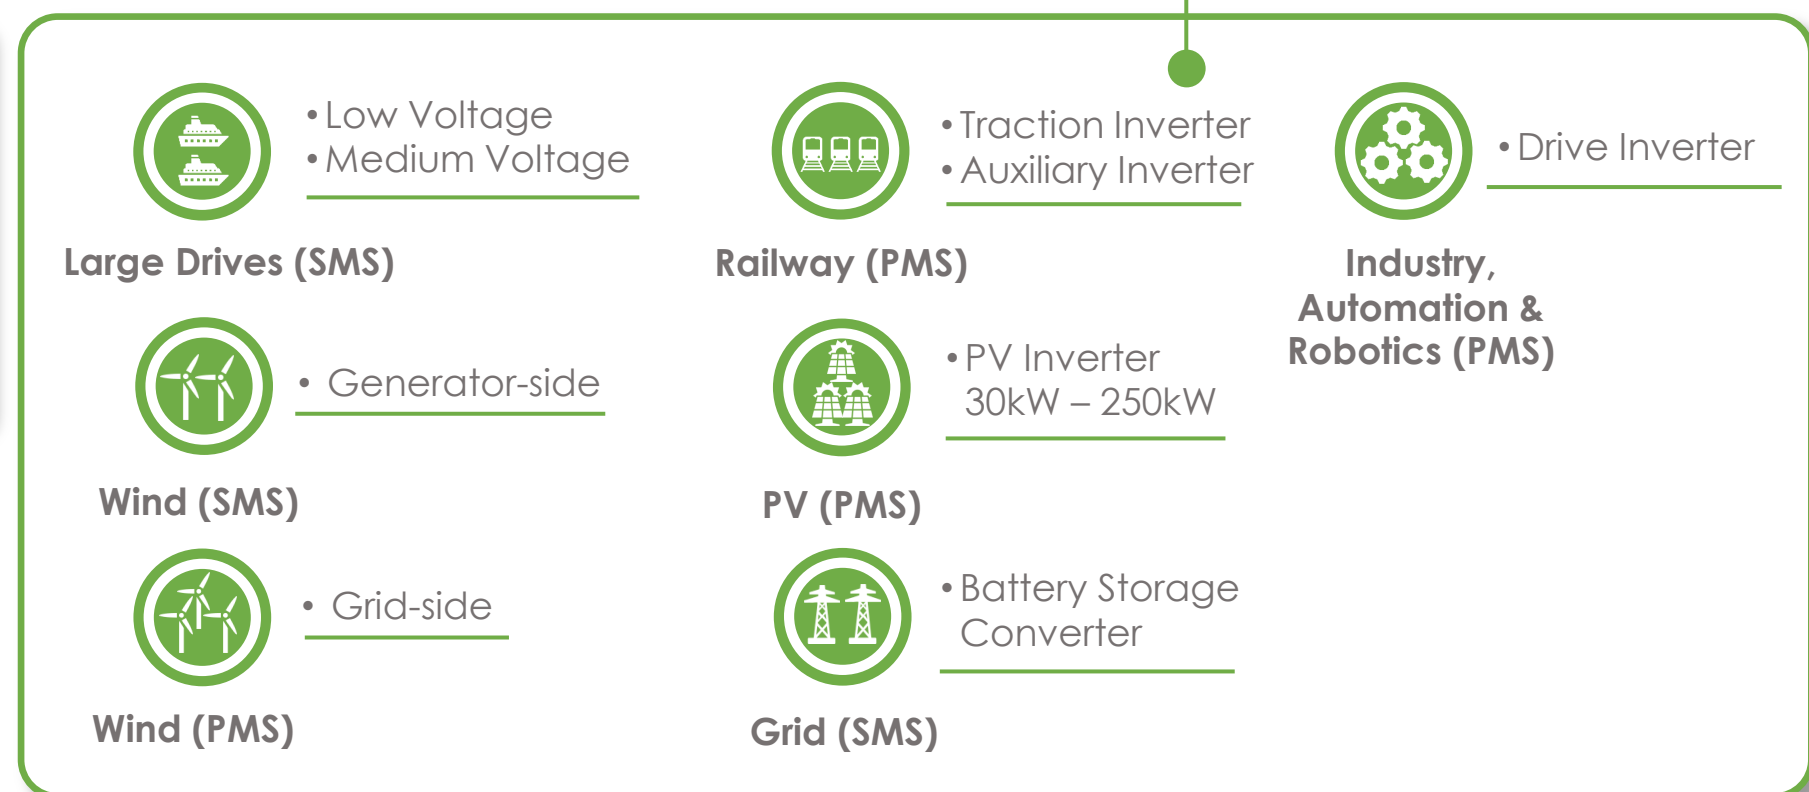 • Low Voltage
• Medium Voltage
Large Drives (SMS)
• Traction Inverter
• Auxiliary Inverter
Railway (PMS)
• Drive Inverter
Industry,
Automation &
Robotics (PMS)
• Generator-side
Wind (SMS)
• PV Inverter
30kW – 250kW
PV (PMS)
• Grid-side
Wind (PMS)
• Battery Storage
Converter
Grid (SMS)